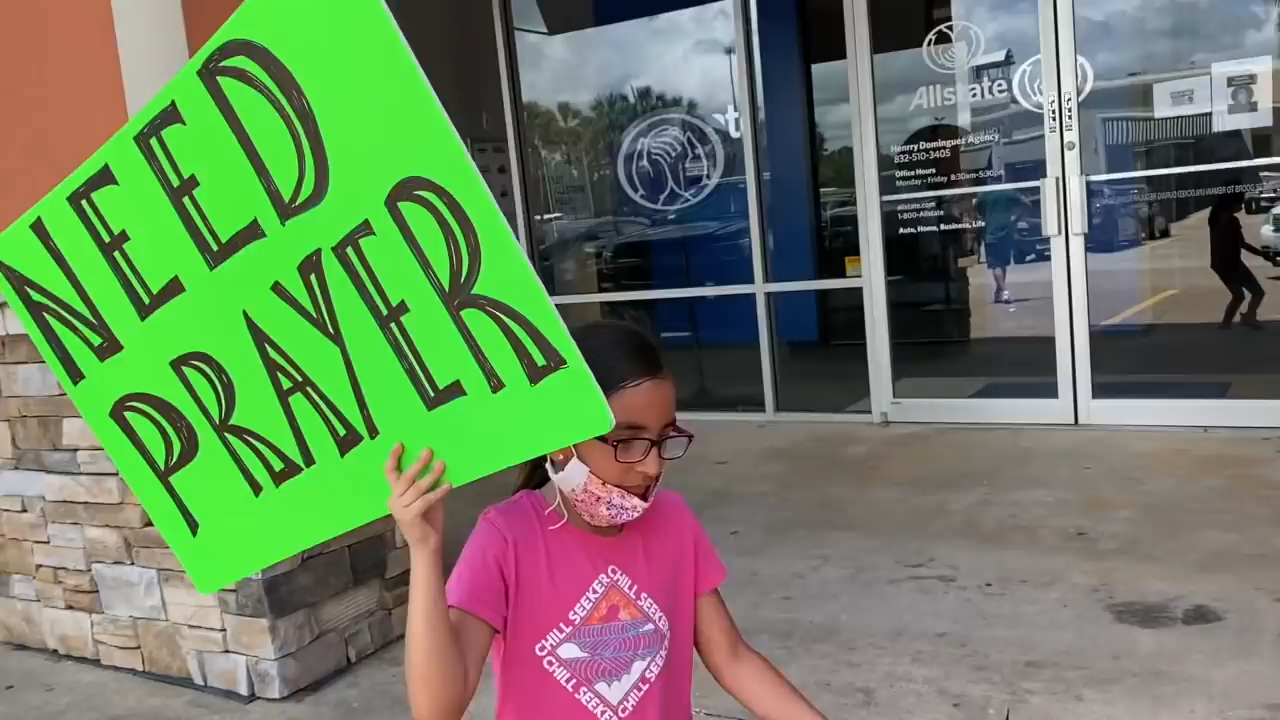 NEED
PRAYER
Allstate
Henrry Dominguez Agency
832-510-3405
Office Hours
Monday - Friday 8:30am-5:30pm
allstate.com
1-800-Allstate
Auto, Home, Business, Life
CHILL SEEKER
CHILL SEEKER
CHILL SEEKER
CHILL SEEKER